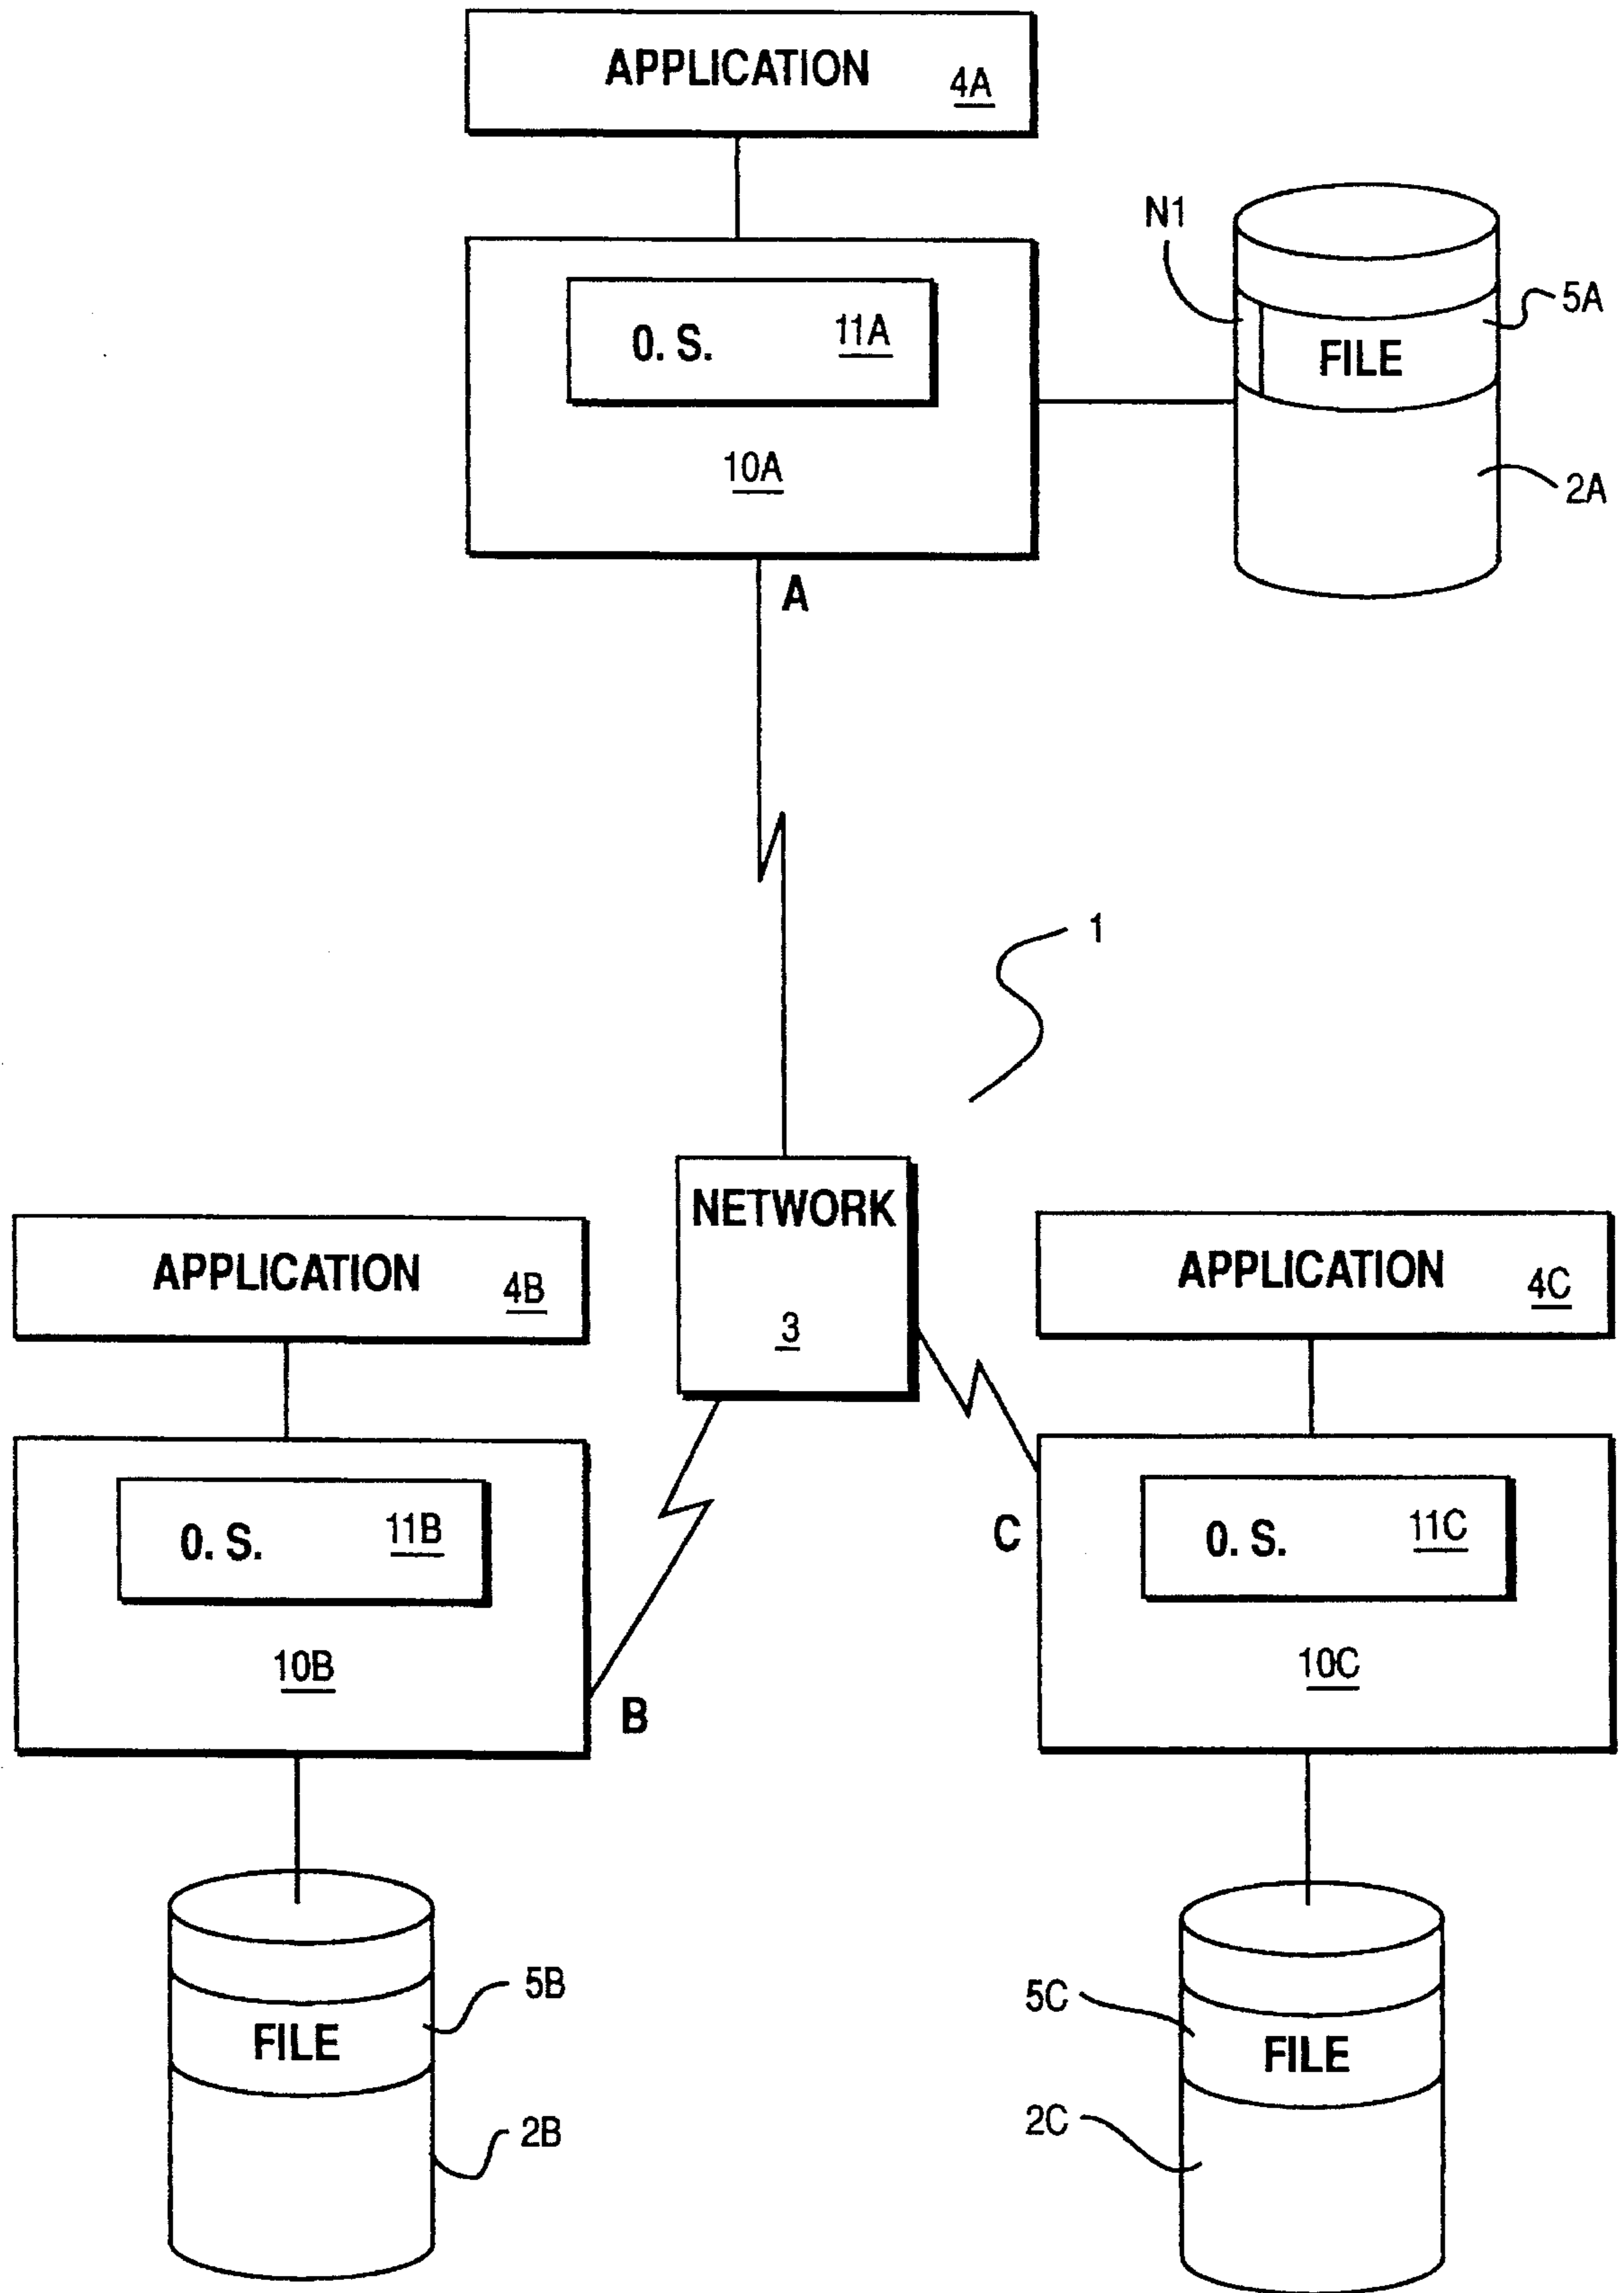 APPLICATION 4A
N1
5A
O. S. 11A
FILE
10A
2A
A
1
NETWORK
3
APPLICATION 4B
APPLICATION 4C
O. S. 11B
C
O. S. 11C
10B
10C
B
5B
FILE
5C
FILE
2B
2C